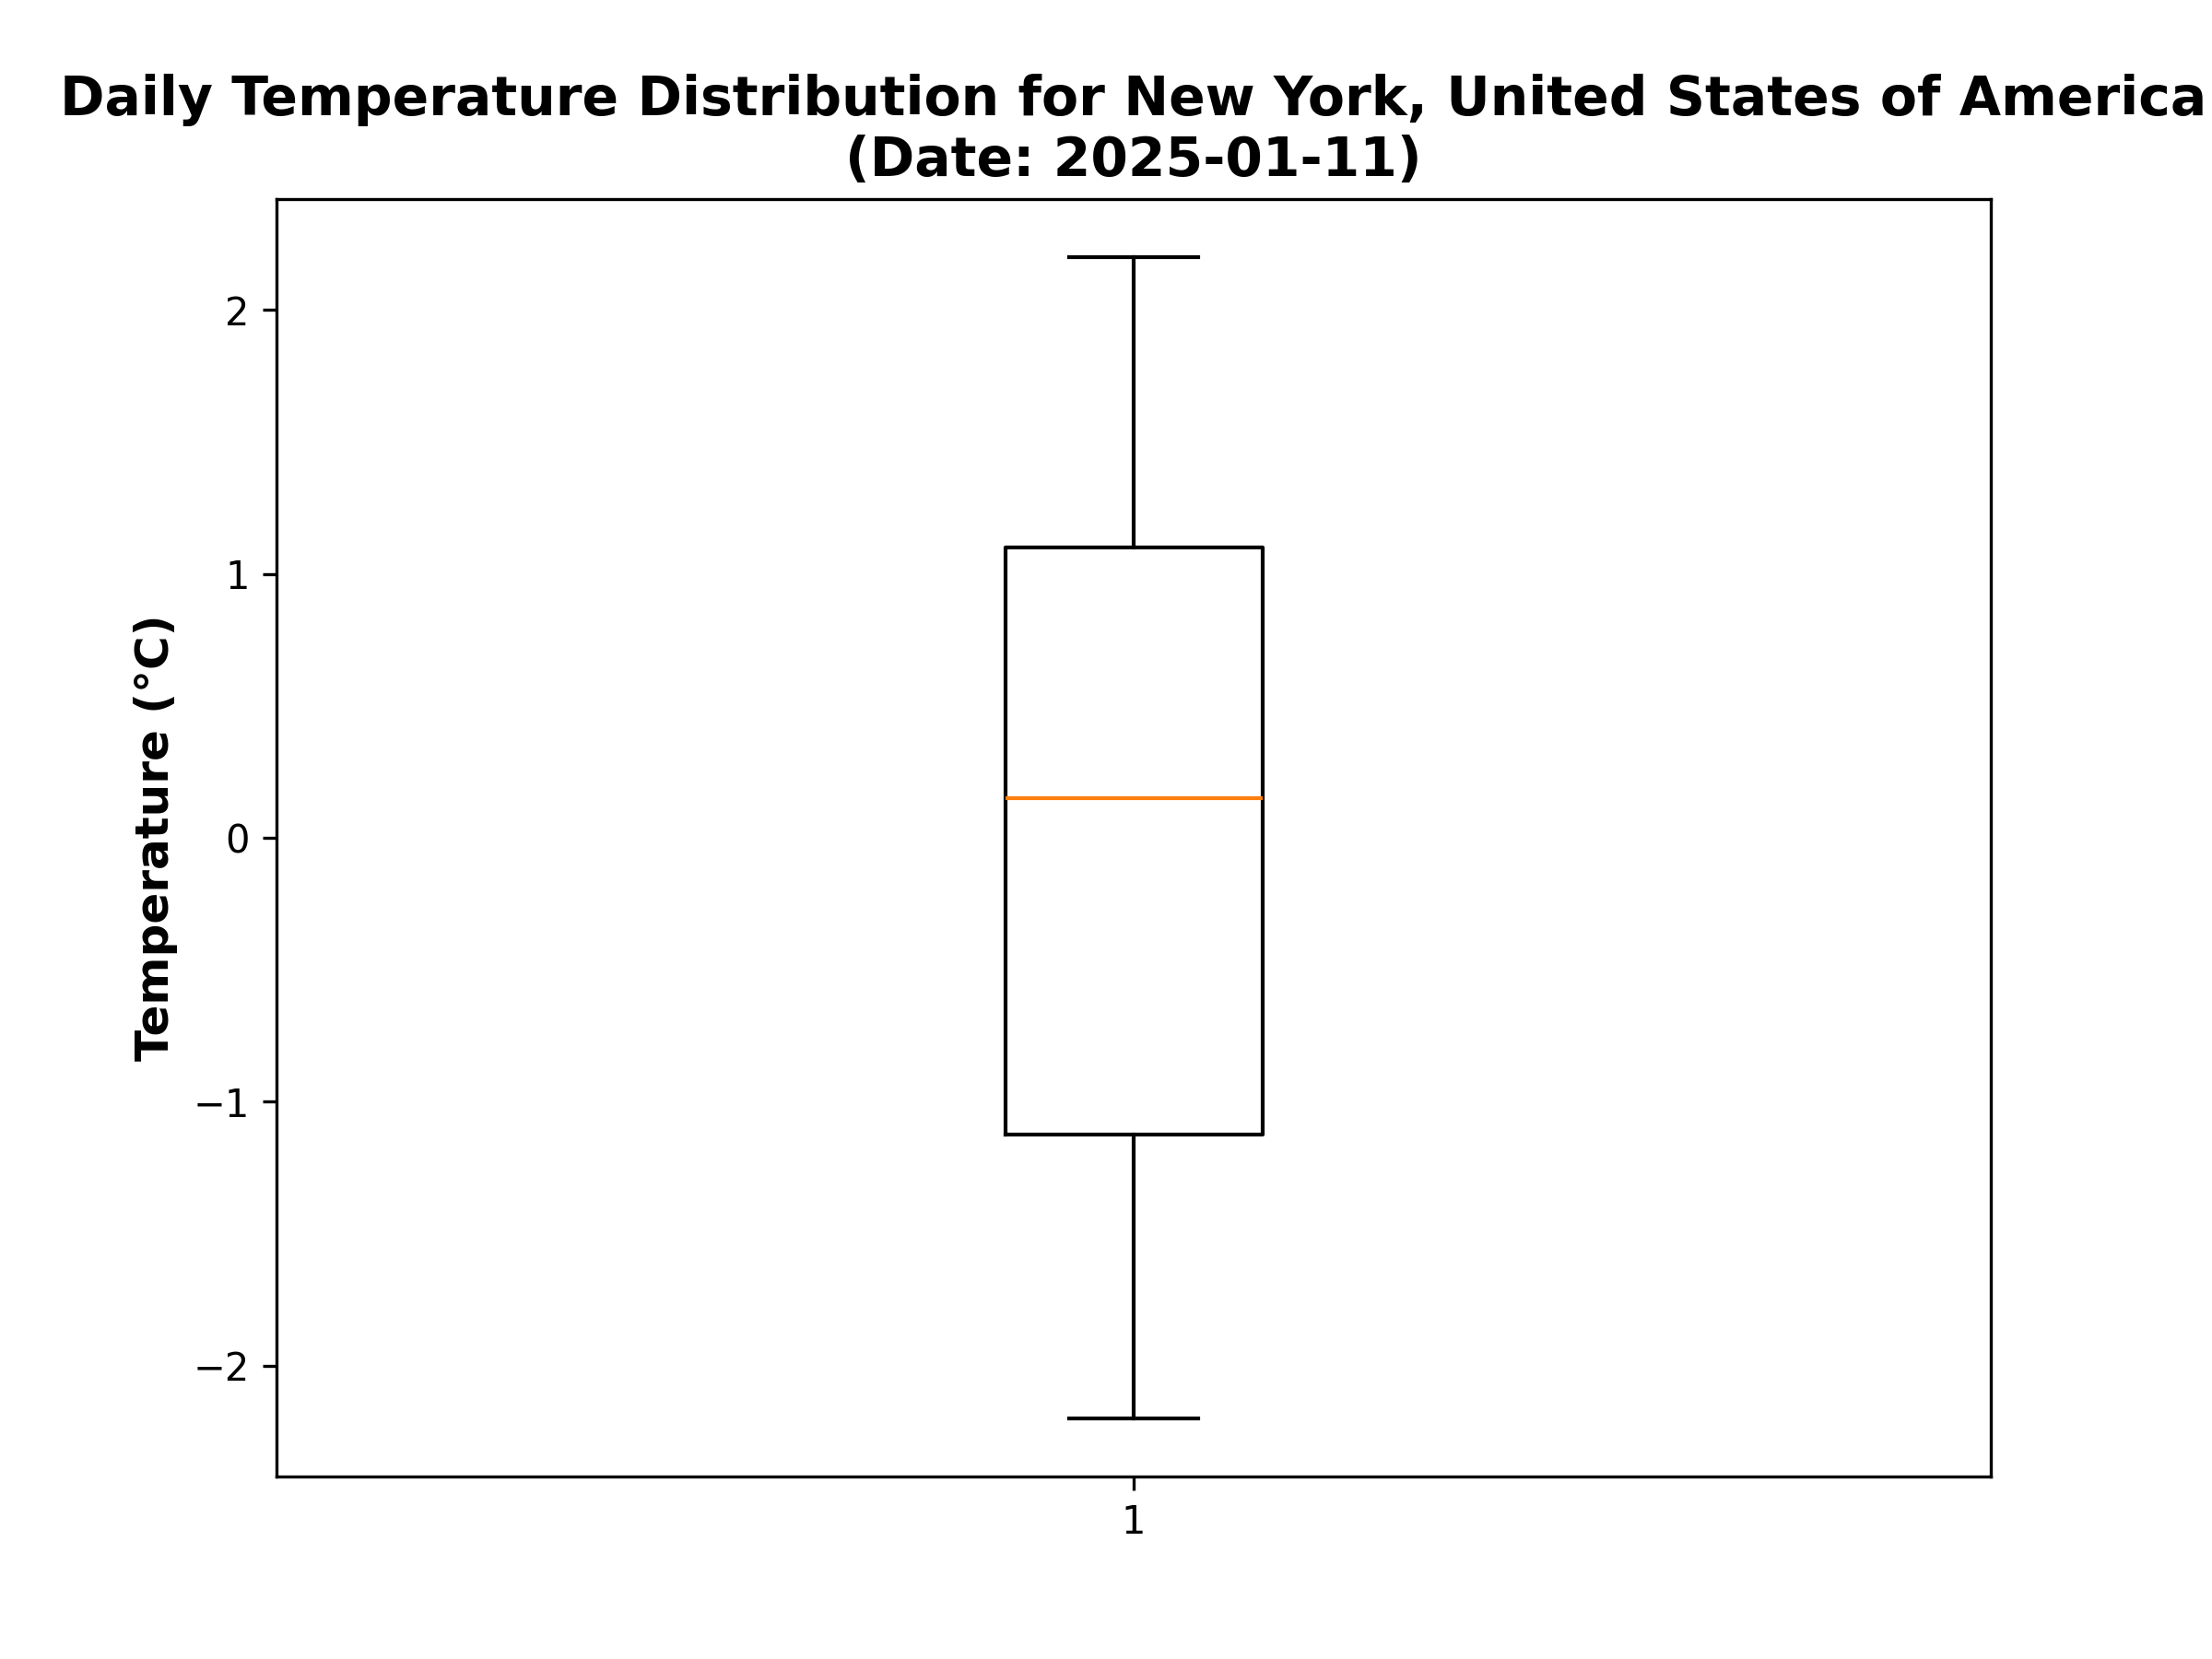 Daily Temperature Distribution for New York, United States of America
(Date: 2025-01-11)
Temperature (°C)
2
1
0
−1
−2
1